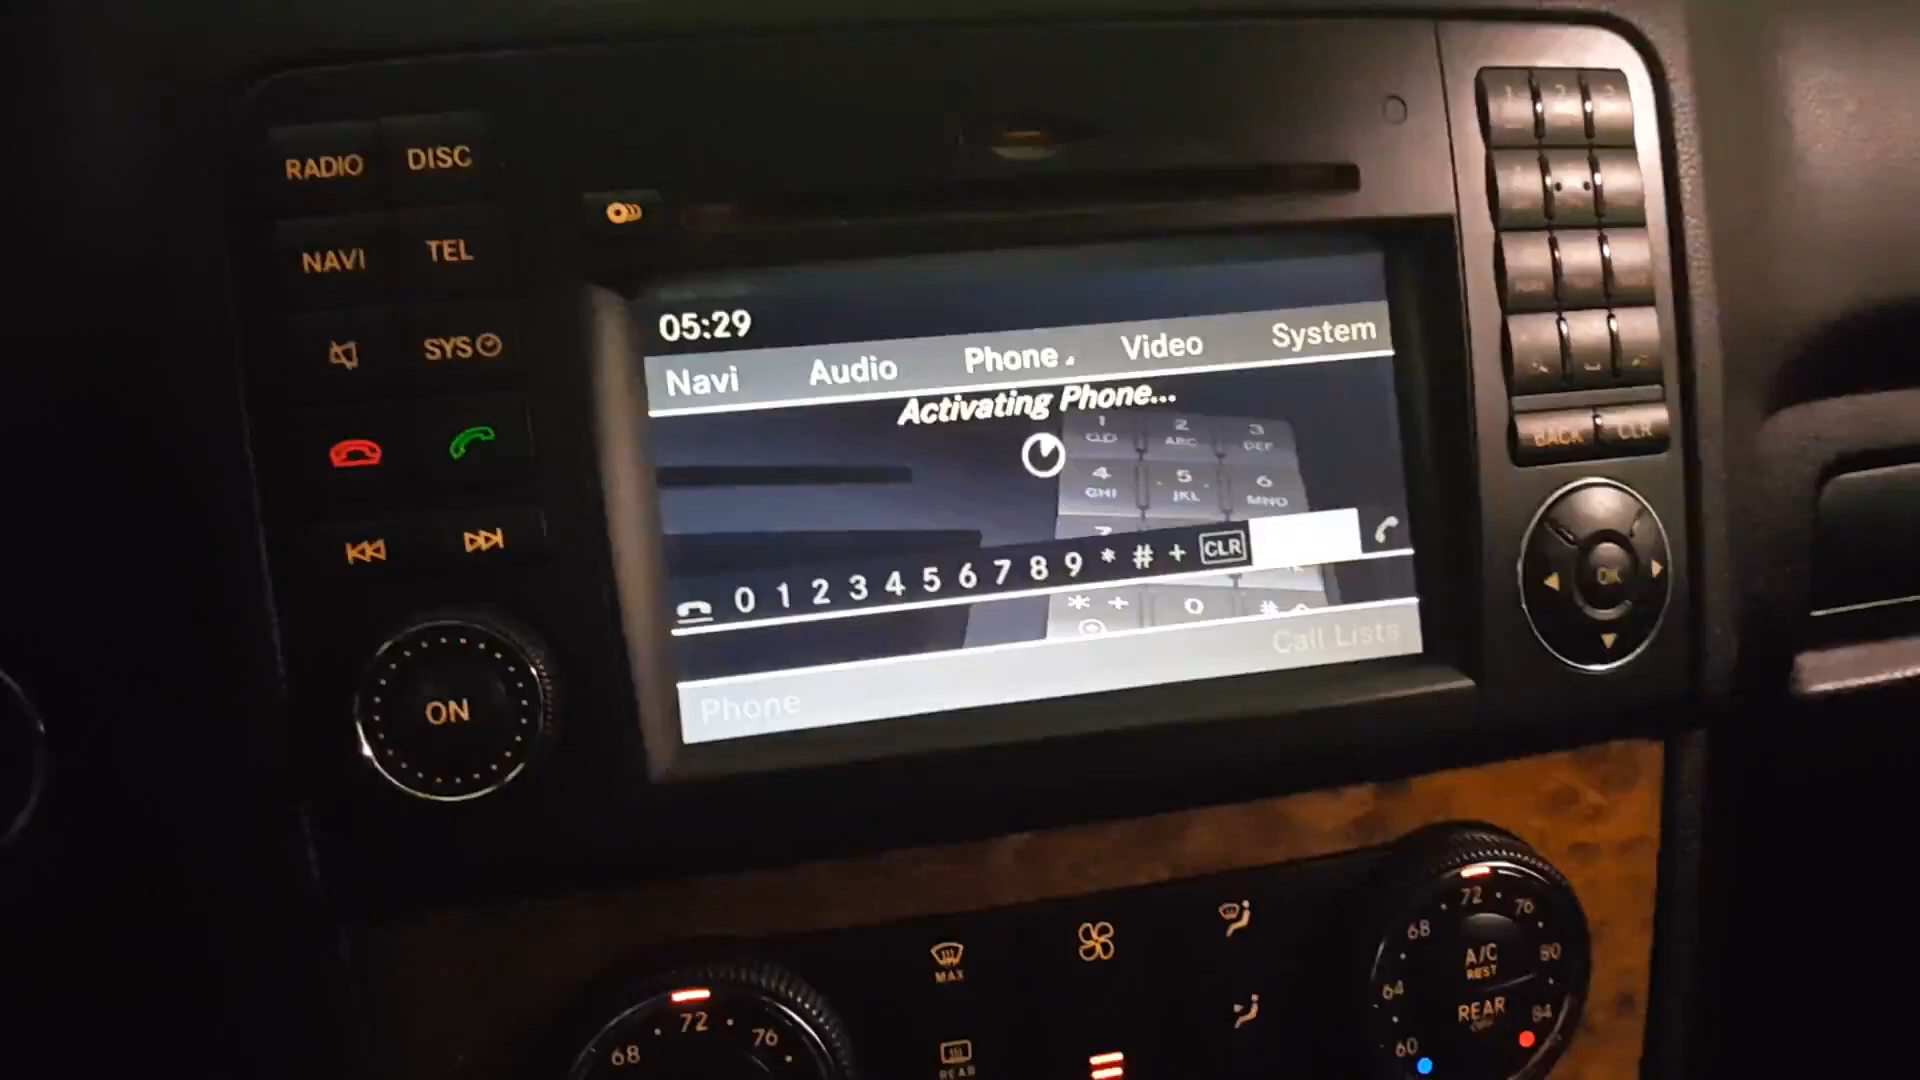 RADIO DISC
NAVI TEL
SYS
ON
05:29
Navi Audio Phone Video System
Activating Phone...
1 2 3
ABC DEF
4 5 6
GHI JKL MNO
0 1 2 3 4 5 6 7 8 9 * # + CLR
* + 0 #
Phone Call Lists
BACK CLR
OK
MAX
REAR
68 72 76
60 64 68 72 76 80 84
A/C
REST
REAR